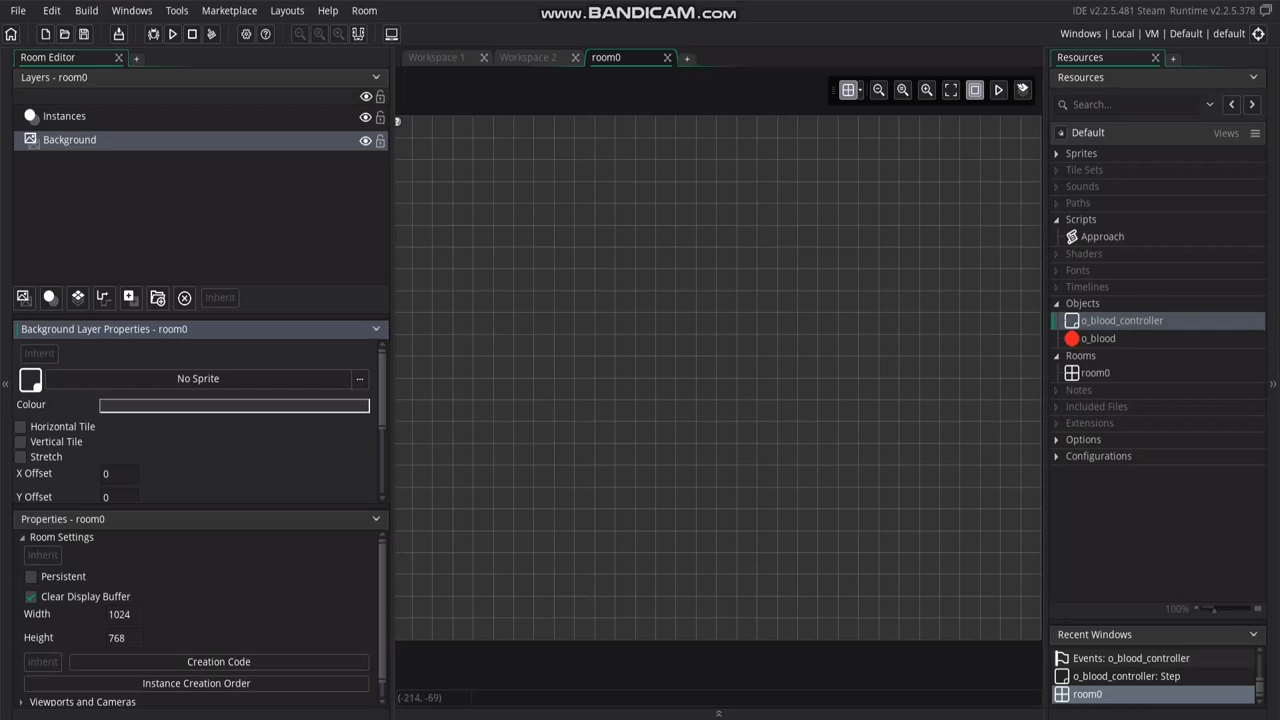 File Edit Build Windows Tools Marketplace Layouts Help Room
www.BANDICAM.com
IDE v2.2.5.481 Steam Runtime v2.2.5.378
Windows | Local | VM | Default | default
Room Editor
Workspace 1
Workspace 2
room0
Resources
Layers - room0
Resources
Search...
Instances
Background
Default
Views
Sprites
Tile Sets
Sounds
Paths
Scripts
Approach
Shaders
Fonts
Timelines
Objects
o_blood_controller
o_blood
Rooms
room0
Notes
Included Files
Extensions
Options
Configurations
Inherit
Background Layer Properties - room0
Inherit
No Sprite
...
Colour
Horizontal Tile
Vertical Tile
Stretch
X Offset 0
Y Offset 0
Properties - room0
Room Settings
Inherit
Persistent
Clear Display Buffer
Width 1024
Height 768
Inherit
Creation Code
Instance Creation Order
Viewports and Cameras
(-214, -69)
100%
Recent Windows
Events: o_blood_controller
o_blood_controller: Step
room0